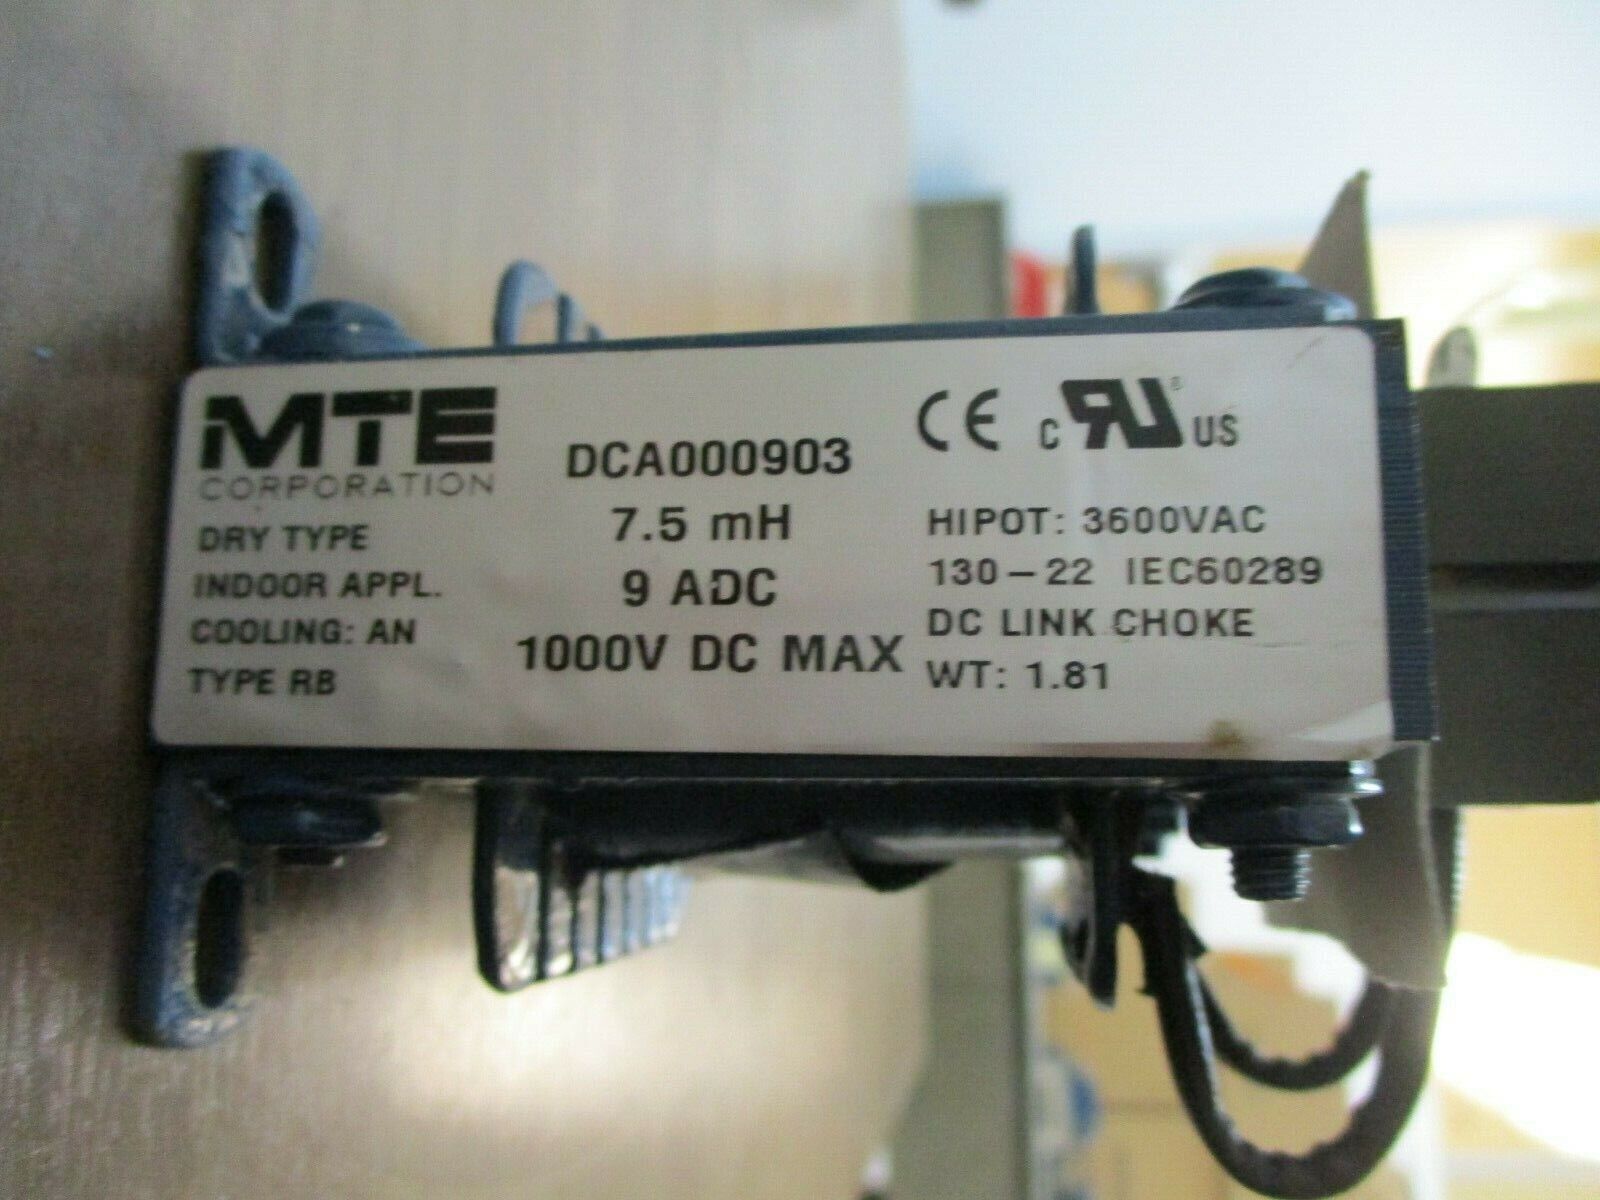 MTE
CORPORATION
DRY TYPE
INDOOR APPL.
COOLING: AN
TYPE RB
DCA000903
7.5 mH
9 ADC
1000V DC MAX
CE c RU® US
HIPOT: 3600VAC
130-22 IEC60289
DC LINK CHOKE
WT: 1.81